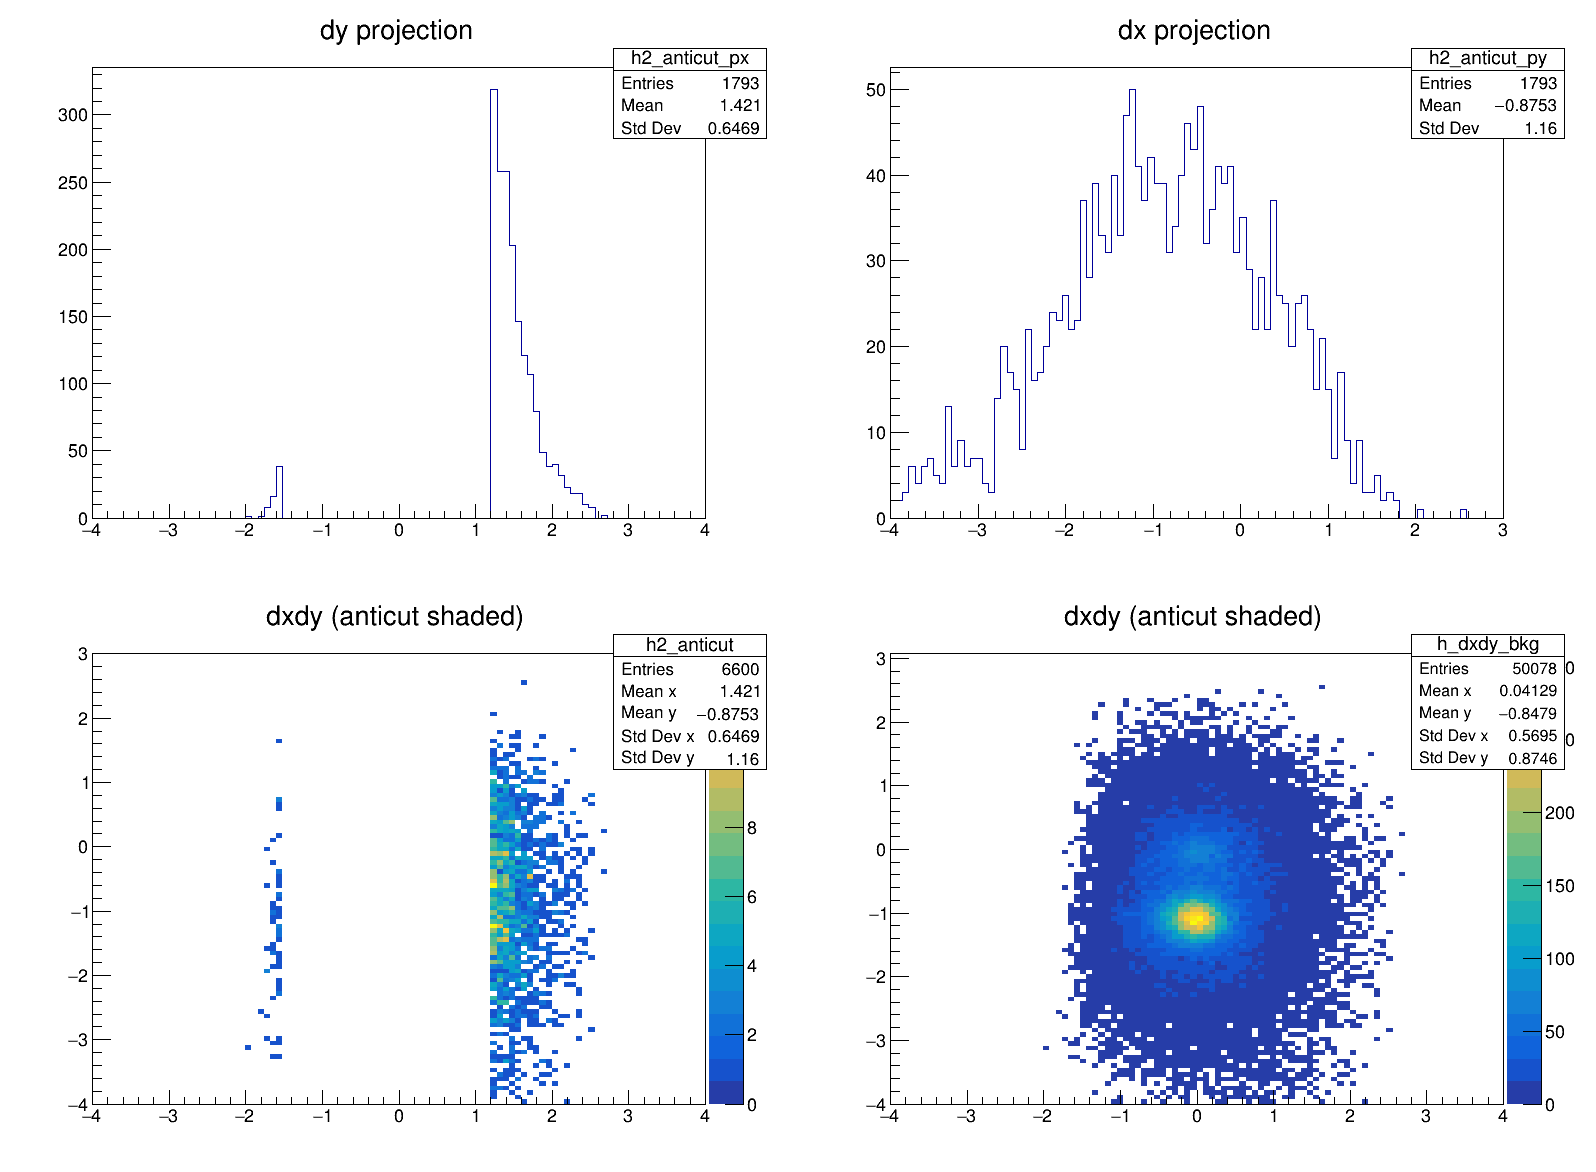 dy projection
h2_anticut_px
Entries 1793
Mean 1.421
Std Dev 0.6469
300
250
200
150
100
50
0
−4 −3 −2 −1 0 1 2 3 4
dx projection
h2_anticut_py
Entries 1793
Mean −0.8753
Std Dev 1.16
50
40
30
20
10
0
−4 −3 −2 −1 0 1 2 3
dxdy (anticut shaded)
h2_anticut
Entries 6600
Mean x 1.421
Mean y −0.8753
Std Dev x 0.6469
Std Dev y 1.16
3
2
1
0
−1
−2
−3
−4
−4 −3 −2 −1 0 1 2 3 4
8
6
4
2
0
dxdy (anticut shaded)
h_dxdy_bkg
Entries 50078
Mean x 0.04129
Mean y −0.8479
Std Dev x 0.5695
Std Dev y 0.8746
3
2
1
0
−1
−2
−3
−4
−4 −3 −2 −1 0 1 2 3 4
0
0
200
150
100
50
0